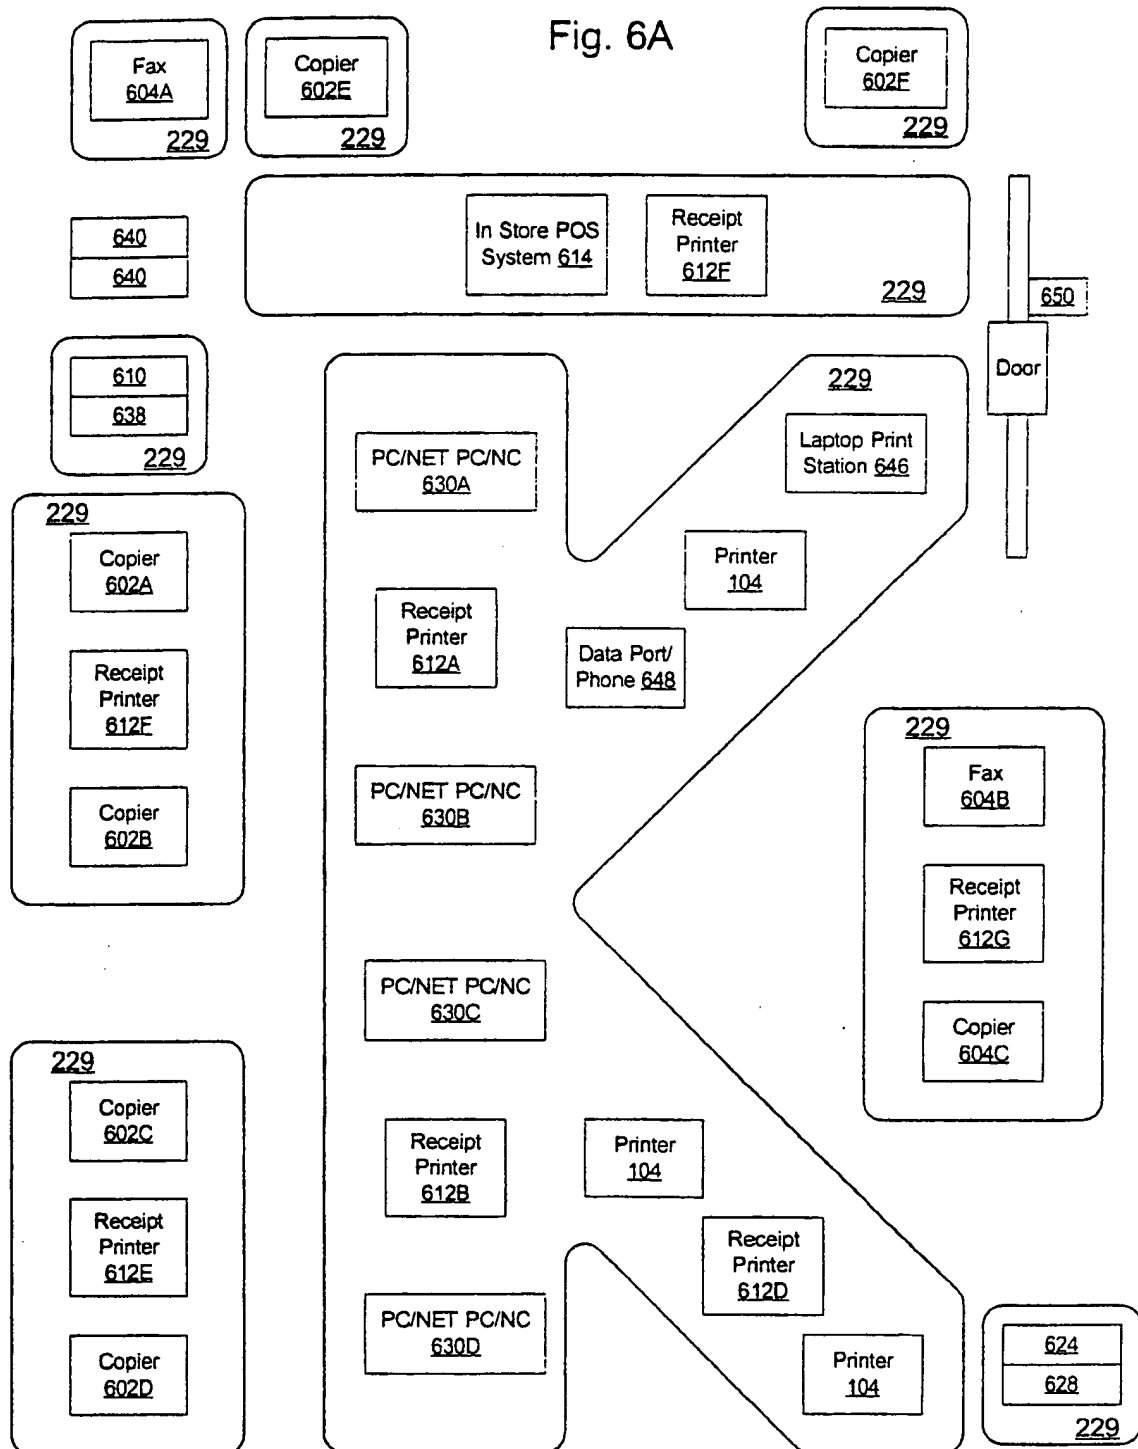 Fig. 6A
Fax
604A
229
Copier
602E
229
Copier
602F
229
640
640
In Store POS
System 614
Receipt
Printer
612F
229
650
Door
610
638
229
229
Copier
602A
Receipt
Printer
612F
Copier
602B
229
Copier
602C
Receipt
Printer
612E
Copier
602D
PC/NET PC/NC
630A
Receipt
Printer
612A
PC/NET PC/NC
630B
PC/NET PC/NC
630C
Receipt
Printer
612B
PC/NET PC/NC
630D
229
Laptop Print
Station 646
Printer
104
Data Port/
Phone 648
Printer
104
Receipt
Printer
612D
Printer
104
229
Fax
604B
Receipt
Printer
612G
Copier
604C
624
628
229